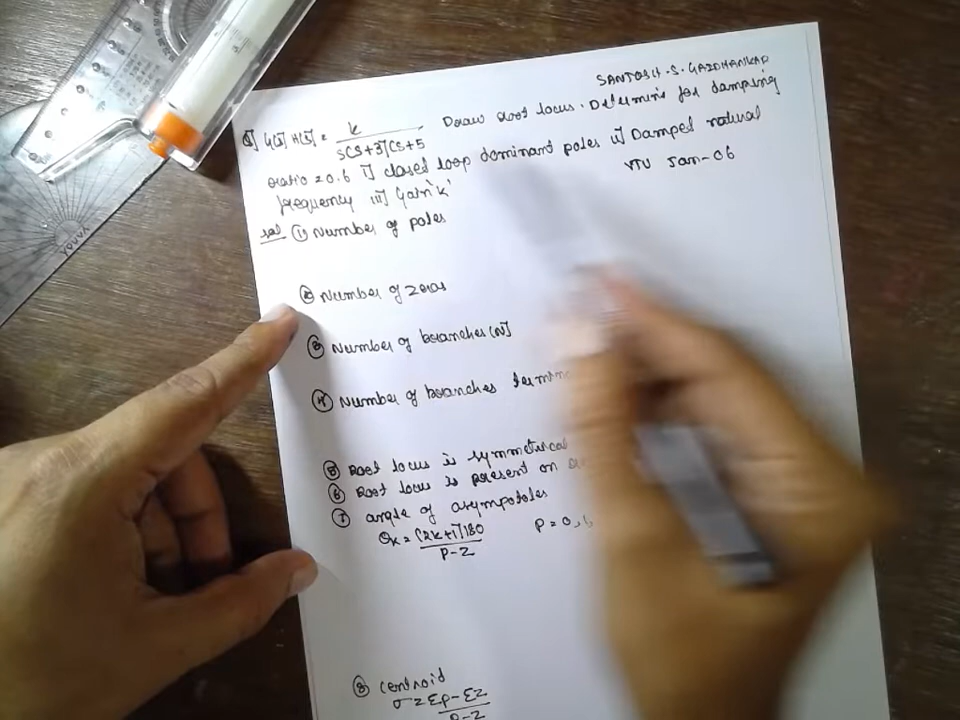 SANTOSH.S.GAIDHANKAR
Q] G(S] H(S] = K
S(S+3](S+5
Draw Root locus. Determine for damping
ratio = 0.6 i] closed loop dominant poles ii] Damped natural
frequency iii] Gain 'k'
VTU Jan-06
sol ① Number of poles
② Number of zeros
③ Number of branches (N]
④ Number of branches
⑤ Root locus is symmetrical
⑥ Root locus is present on
⑦ angle of asymptotes
θk = (2k+1]180
P-Z
P = 0,
⑧ centroid
σ = Σp - Σz
P-Z
YANOY